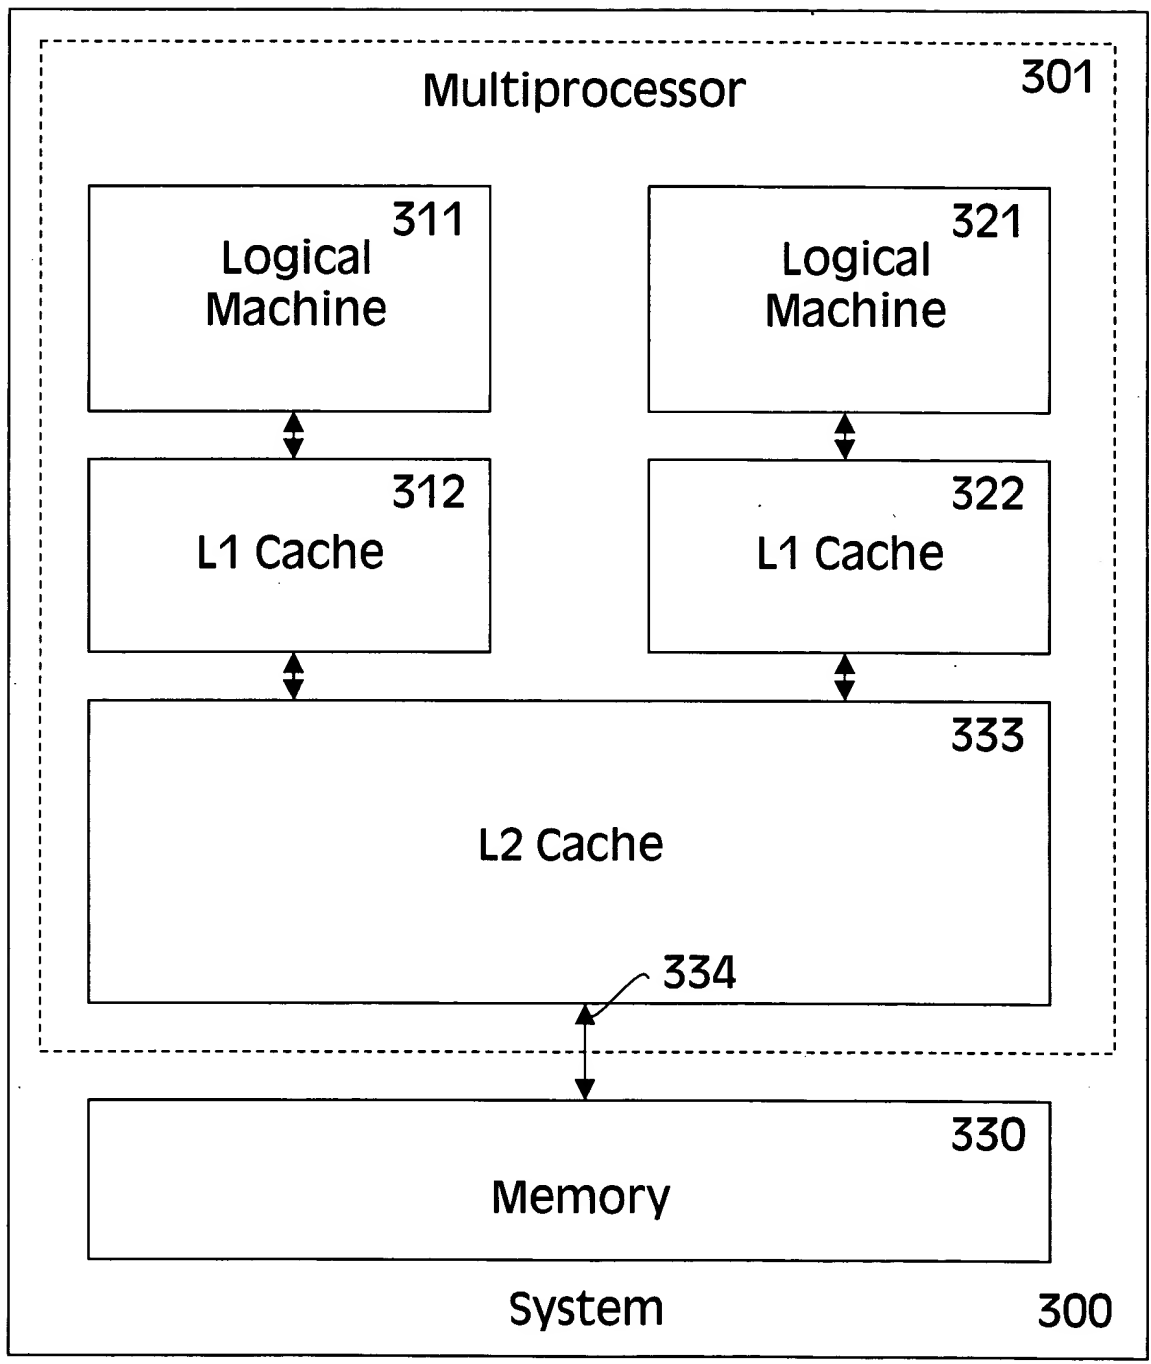 Multiprocessor
301
311
Logical
Machine
321
Logical
Machine
312
L1 Cache
322
L1 Cache
333
L2 Cache
334
330
Memory
System
300